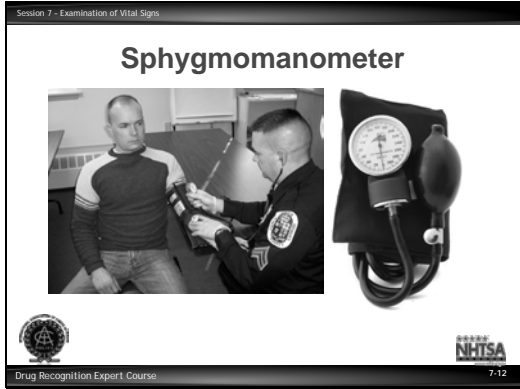 Session 7 – Examination of Vital Signs
Sphygmomanometer
NHTSA
Drug Recognition Expert Course
7-12